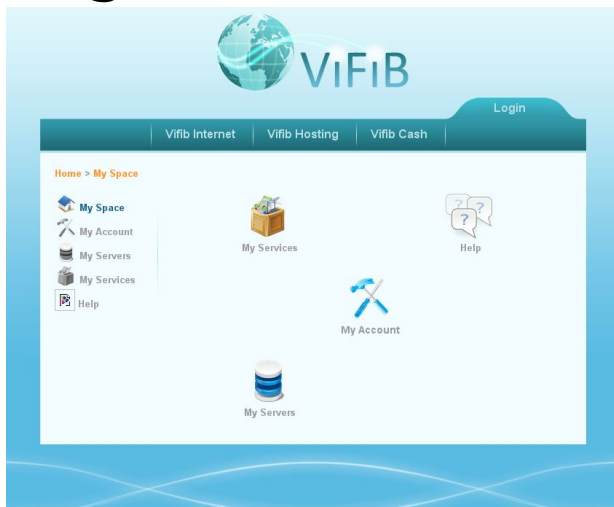 ViFiB
Login
Vifib Internet Vifib Hosting Vifib Cash
Home > My Space
My Space
My Account
My Servers
My Services
Help
My Services
Help
My Account
My Servers